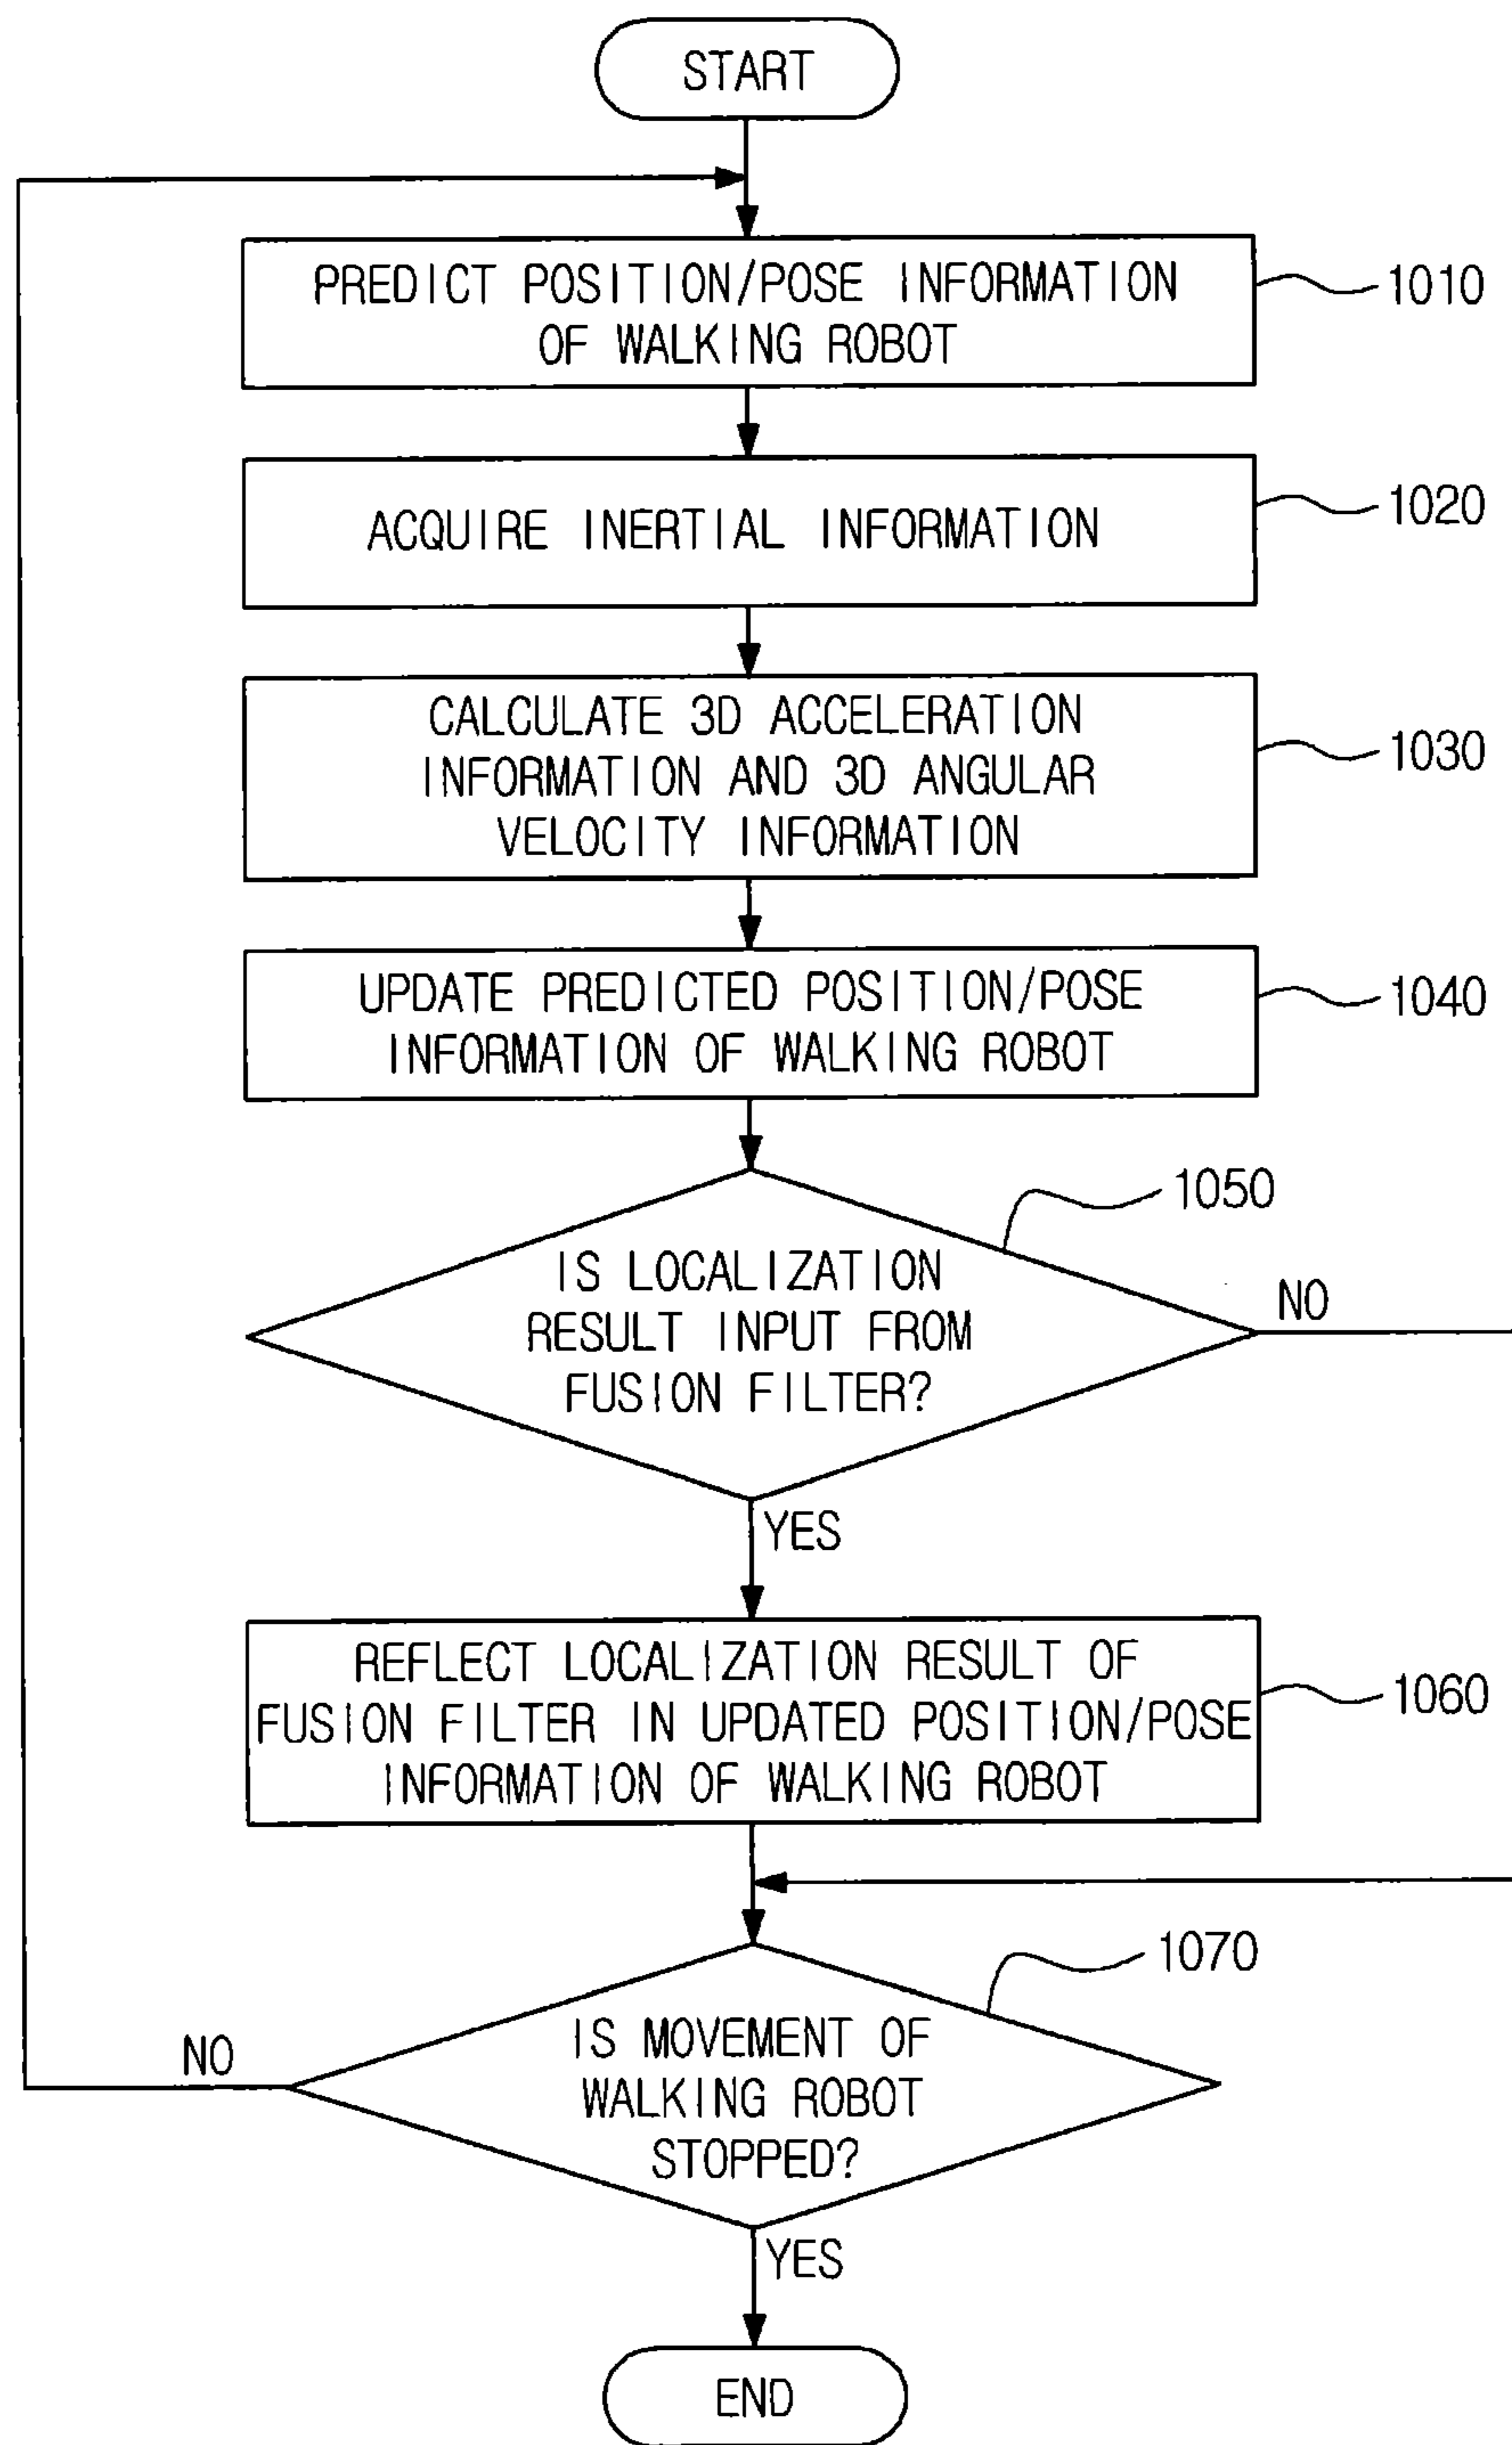 START
PREDICT POSITION/POSE INFORMATION
OF WALKING ROBOT
1010
ACQUIRE INERTIAL INFORMATION
1020
CALCULATE 3D ACCELERATION
INFORMATION AND 3D ANGULAR
VELOCITY INFORMATION
1030
UPDATE PREDICTED POSITION/POSE
INFORMATION OF WALKING ROBOT
1040
1050
IS LOCALIZATION
RESULT INPUT FROM
FUSION FILTER?
NO
YES
REFLECT LOCALIZATION RESULT OF
FUSION FILTER IN UPDATED POSITION/POSE
INFORMATION OF WALKING ROBOT
1060
1070
IS MOVEMENT OF
WALKING ROBOT
STOPPED?
NO
YES
END